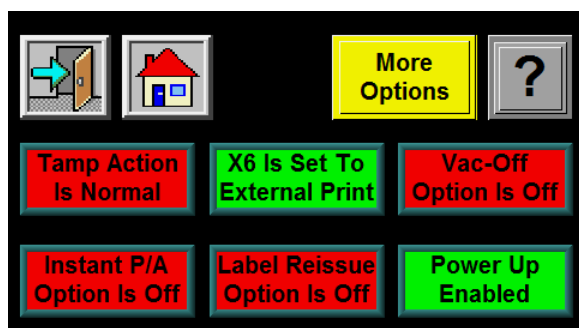 More
Options
?
Tamp Action
Is Normal
X6 Is Set To
External Print
Vac-Off
Option Is Off
Instant P/A
Option Is Off
Label Reissue
Option Is Off
Power Up
Enabled